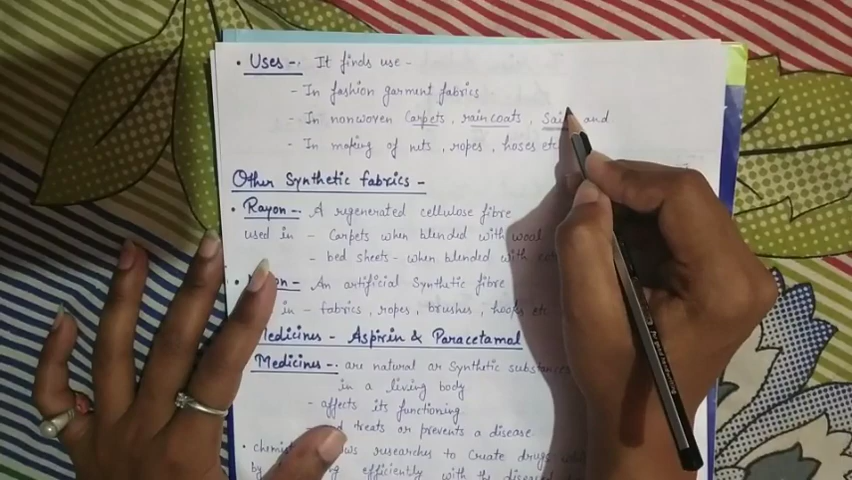 • Uses -. It finds use -
- In fashion garment fabrics
- In nonwoven Carpets, raincoats, and
- In making of nets, ropes, hoses etc
Other Synthetic fabrics -
• Rayon -. A regenerated cellulose fibre
used in - Carpets when blended with wool
- bed sheets - when blended with
An artificial Synthetic fibre
in - fabrics, ropes, brushes, hooks etc
Medicines - Aspirin & Paracetamol
Medicines -. are natural or Synthetic substances
in a living body
- affects its functioning
treats or prevents a disease.
researches to Create drugs
by efficiently with the